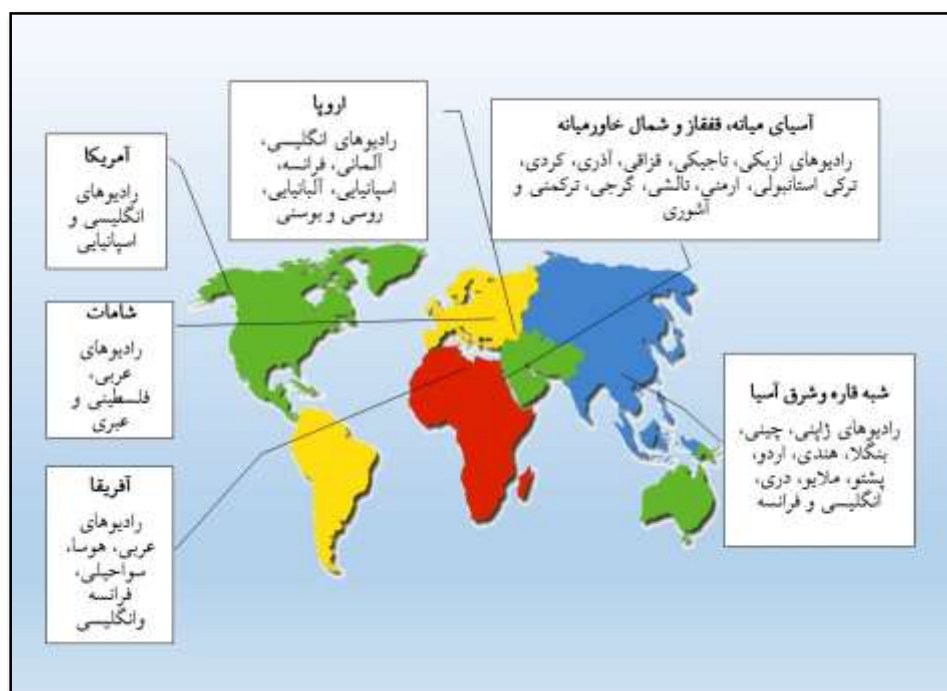 آسیای میانه، قفقاز و شمال خاورمیانه
رادیوهای ازبکی، تاجیکی، قزاقی، آذری، کردی،
ترکی استانبولی، ارمنی، تالشی، گرجی، ترکمنی و
آشوری
اروپا
رادیوهای انگلیسی،
آلمانی، فرانسه،
اسپانیایی، آلبانیایی،
روسی و بوسنی
آمریکا
رادیوهای
انگلیسی و
اسپانیایی
شامات
رادیوهای
عربی،
فلسطینی و
عبری
شبه قاره وشرق آسیا
رادیوهای ژاپنی، چینی،
بنگلا، هندی، اردو،
پشتو، ملایو، دری،
انگلیسی و فرانسه
آفریقا
رادیوهای
عربی، هوسا،
سواحیلی،
فرانسه
وانگلیسی